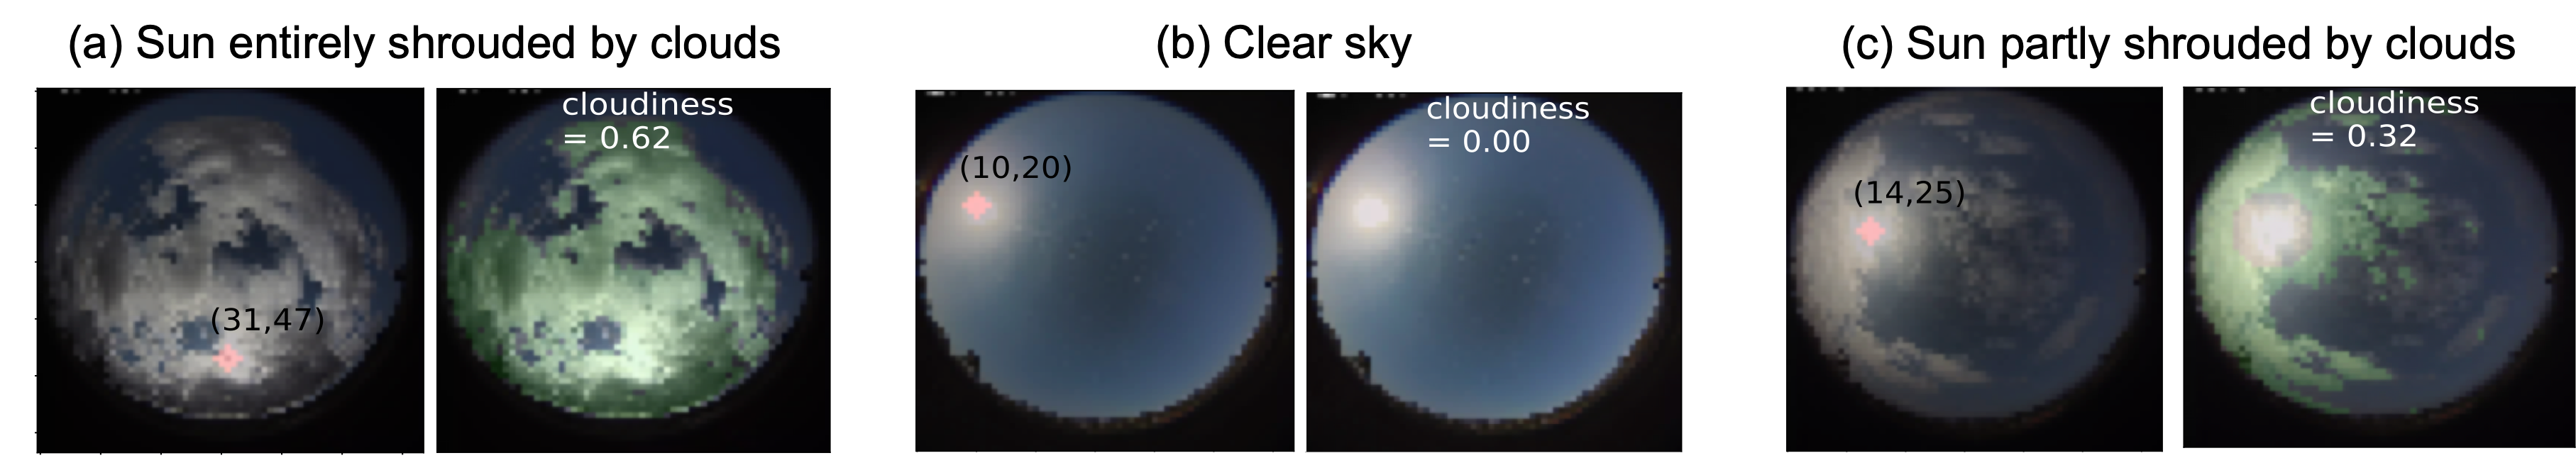 (a) Sun entirely shrouded by clouds
(b) Clear sky
(c) Sun partly shrouded by clouds
(31,47)
cloudiness
= 0.62
(10,20)
cloudiness
= 0.00
(14,25)
cloudiness
= 0.32